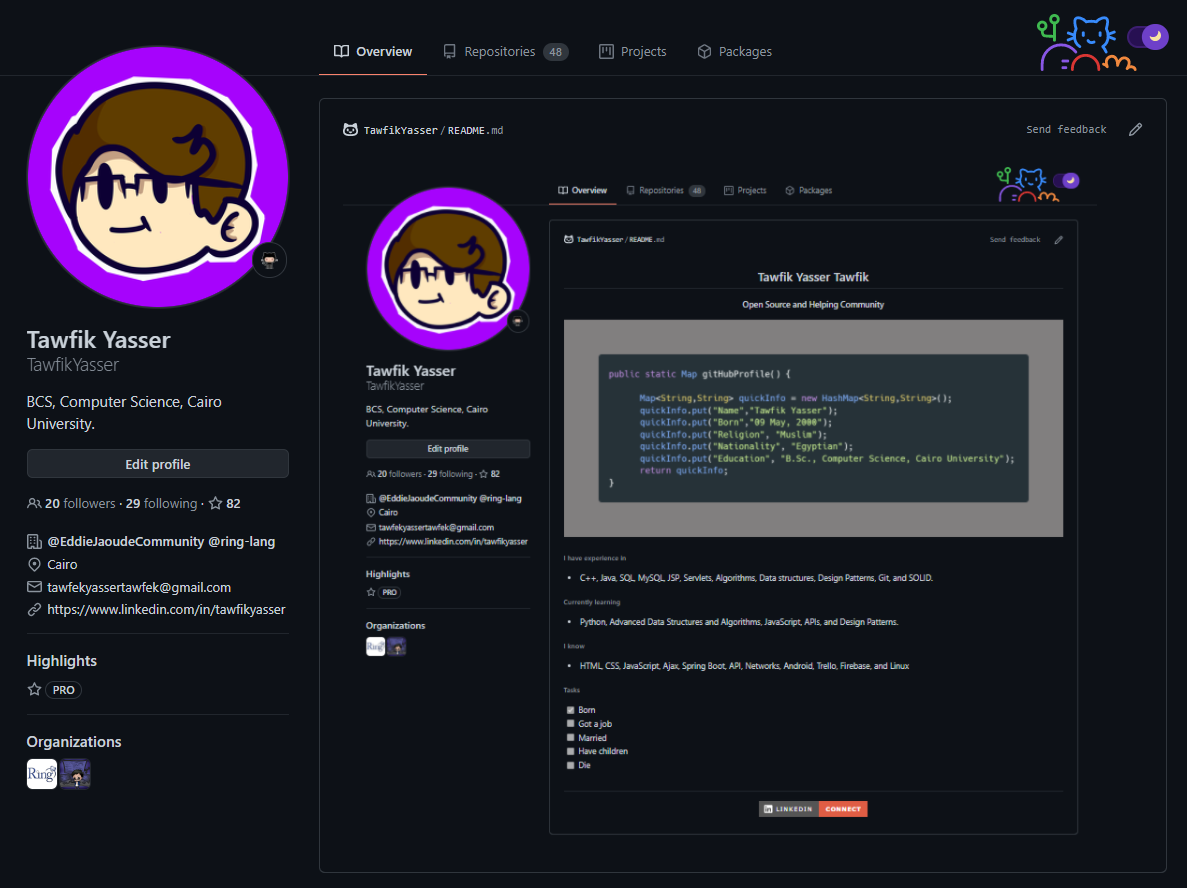 Overview Repositories 48 Projects Packages
Tawfik Yasser
TawfikYasser
BCS, Computer Science, Cairo
University.
Edit profile
20 followers · 29 following · 82
@EddieJaoudeCommunity @ring-lang
Cairo
tawfekyassertawfek@gmail.com
https://www.linkedin.com/in/tawfikyasser
Highlights
PRO
Organizations
Ring
TawfikYasser/README.md Send feedback
Overview Repositories 48 Projects Packages
Tawfik Yasser
TawfikYasser
BCS, Computer Science, Cairo
University.
Edit profile
20 followers · 29 following · 82
@EddieJaoudeCommunity @ring-lang
Cairo
tawfekyassertawfek@gmail.com
https://www.linkedin.com/in/tawfikyasser
Highlights
PRO
Organizations
Ring
TawfikYasser/README.md Send feedback
Tawfik Yasser Tawfik
Open Source and Helping Community
public static Map gitHubProfile() {
Map<String,String> quickInfo = new HashMap<String,String>();
quickInfo.put("Name","Tawfik Yasser");
quickInfo.put("Born","09 May, 2000");
quickInfo.put("Religion", "Muslim");
quickInfo.put("Nationality", "Egyptian");
quickInfo.put("Education", "B.Sc., Computer Science, Cairo University");
return quickInfo;
}
I have experience in
C++, Java, SQL, MySQL, JSP, Servlets, Algorithms, Data structures, Design Patterns, Git, and SOLID.
Currently learning
Python, Advanced Data Structures and Algorithms, JavaScript, APIs, and Design Patterns.
I know
HTML, CSS, JavaScript, Ajax, Spring Boot, API, Networks, Android, Trello, Firebase, and Linux
Tasks
Born
Got a job
Married
Have children
Die
in LINKEDIN CONNECT